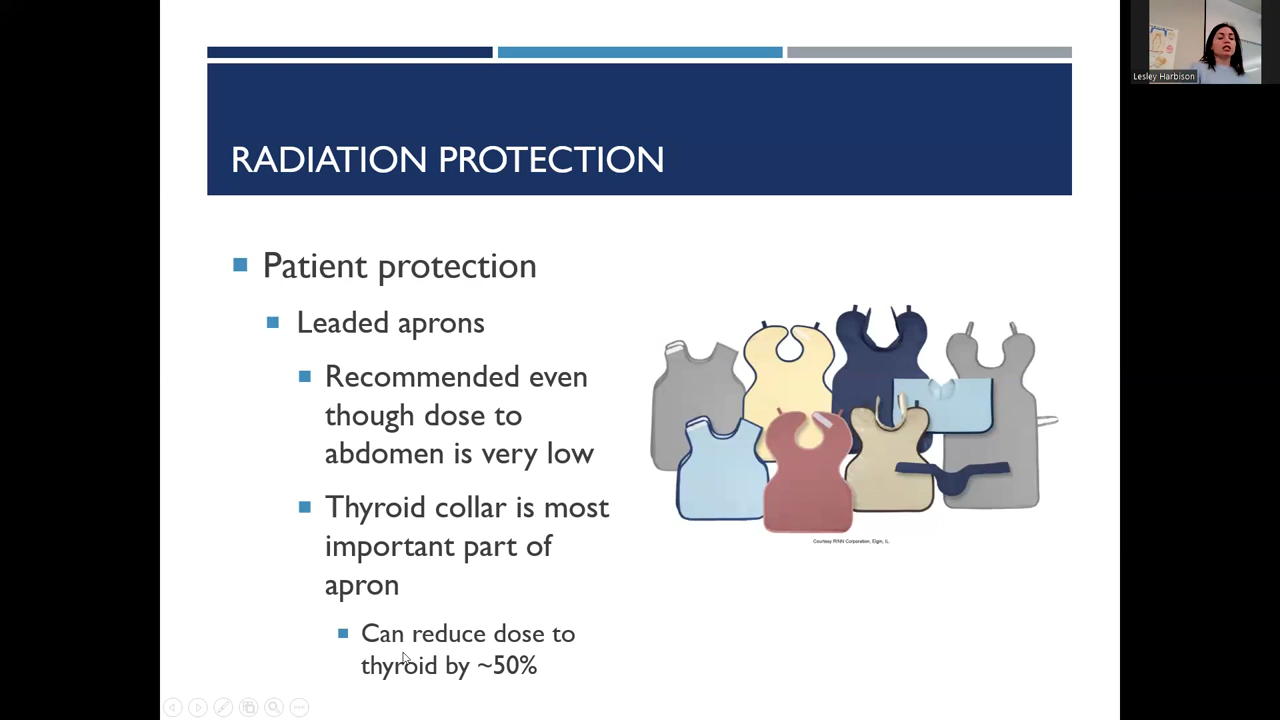 Lesley Harbison
RADIATION PROTECTION
Patient protection
Leaded aprons
Recommended even
though dose to
abdomen is very low
Thyroid collar is most
important part of
apron
Can reduce dose to
thyroid by ~50%
Courtesy RINN Corporation, Elgin, IL.